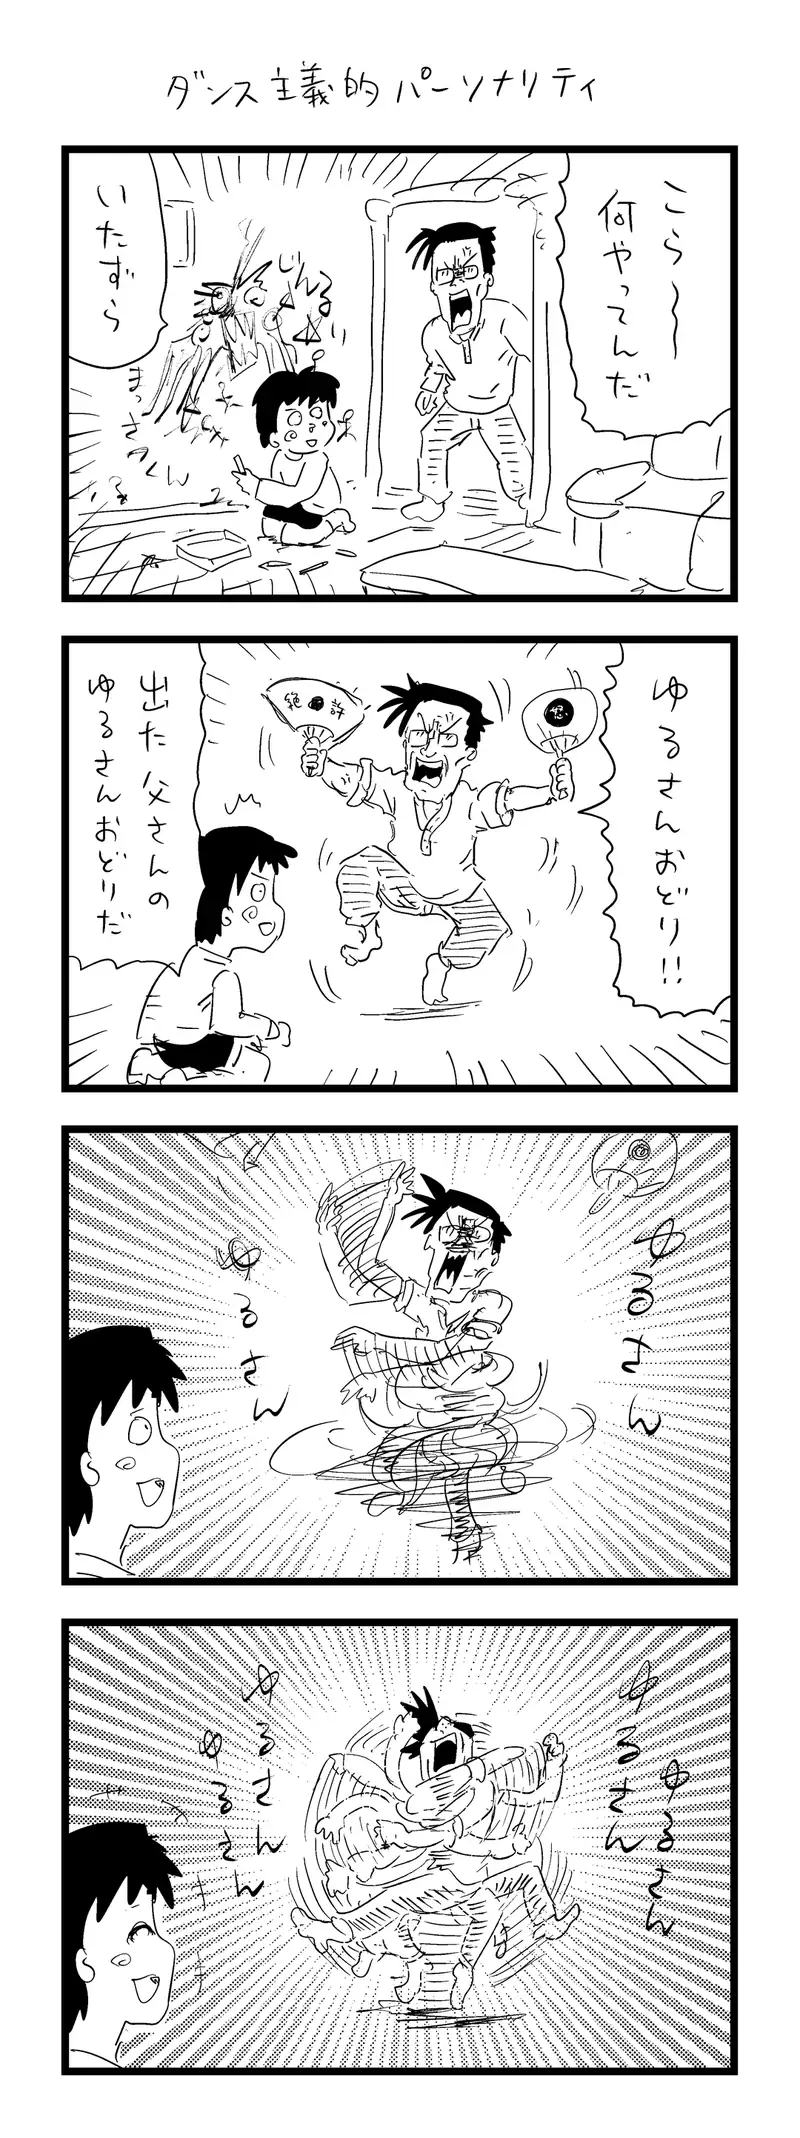 ダンス主義的パーソナリティ
こら〜〜
何やってんだ
いたずら
じんるい
まっさつくん
ゆるさんおどり!!
絶 許
怒
出た父さんの
ゆるさんおどりだ
ゆるさん
ゆるさん
ゆるさん
ゆるさん
ゆるさん
ゆるさん